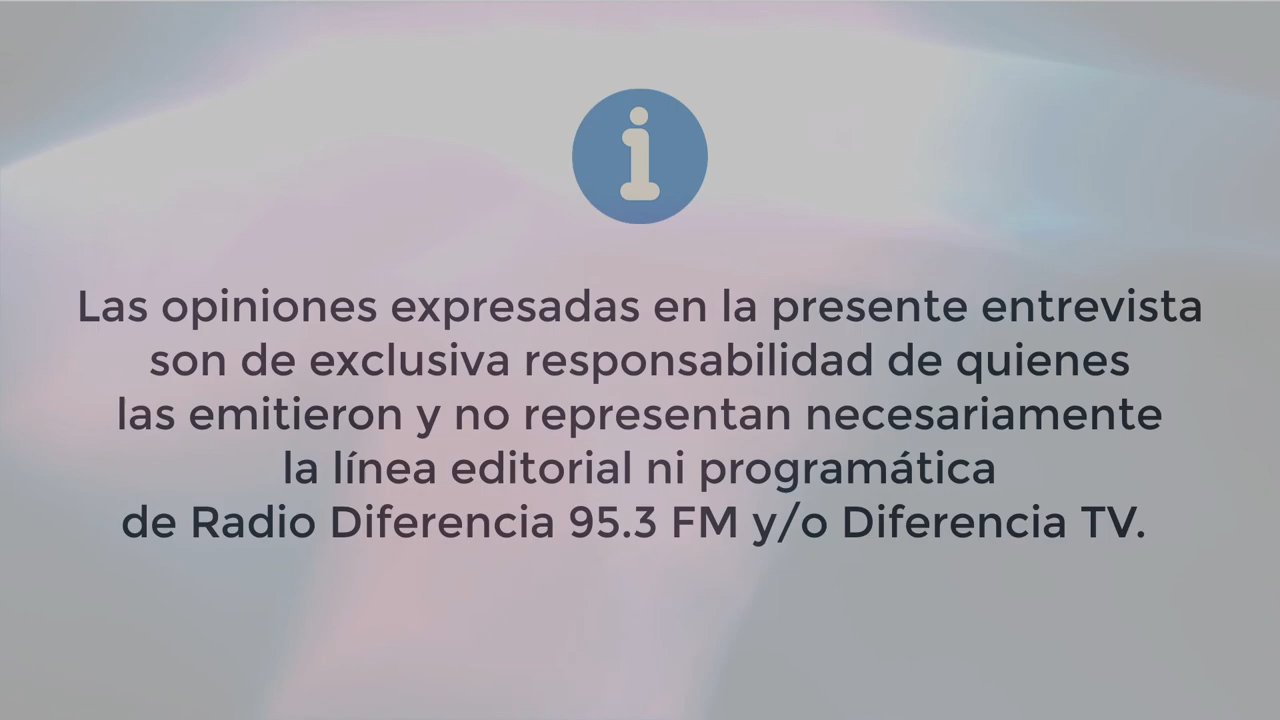 Las opiniones expresadas en la presente entrevista
son de exclusiva responsabilidad de quienes
las emitieron y no representan necesariamente
la línea editorial ni programática
de Radio Diferencia 95.3 FM y/o Diferencia TV.